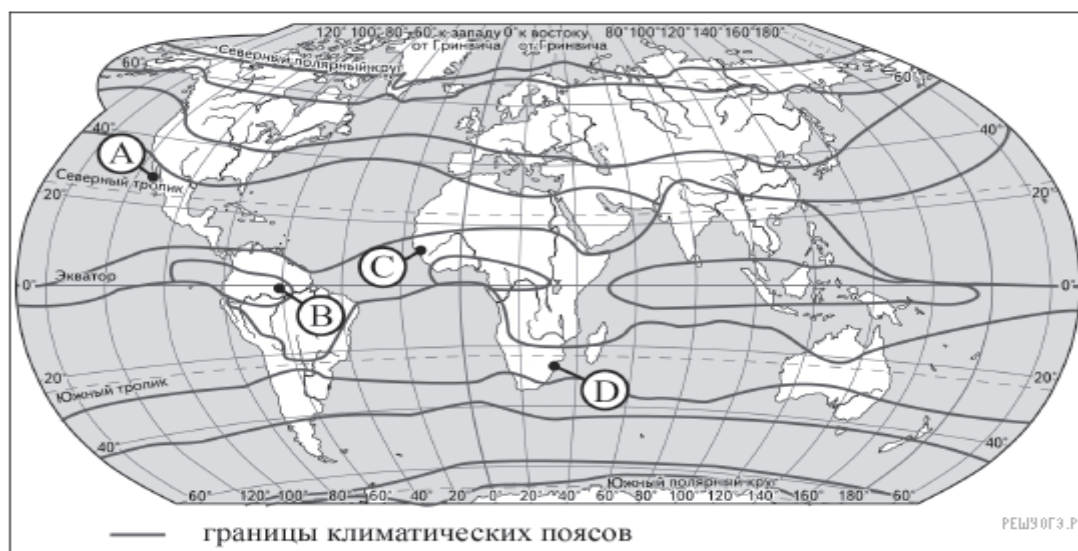 120° 100° 80° 60° к западу 0° к востоку 80° 100° 120° 140° 160° 180°
от Гринвича от Гринвича
Северный полярный круг
60° 60°
40° 40°
A
Северный тропик
20° 20°
C
Экватор
0° 0°
B
20° 20°
Южный тропик
D
40° 40°
Южный полярный круг
60° 120° 100° 80° 60° 40° 20° 0° 20° 40° 60° 80° 100° 120° 140° 160° 180° 60°
границы климатических поясов
РЕШУОГЭ.Р